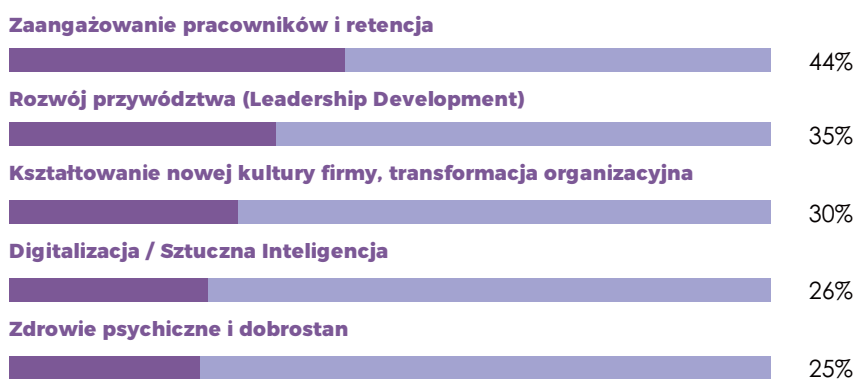 Zaangażowanie pracowników i retencja
44%
Rozwój przywództwa (Leadership Development)
35%
Kształtowanie nowej kultury firmy, transformacja organizacyjna
30%
Digitalizacja / Sztuczna Inteligencja
26%
Zdrowie psychiczne i dobrostan
25%